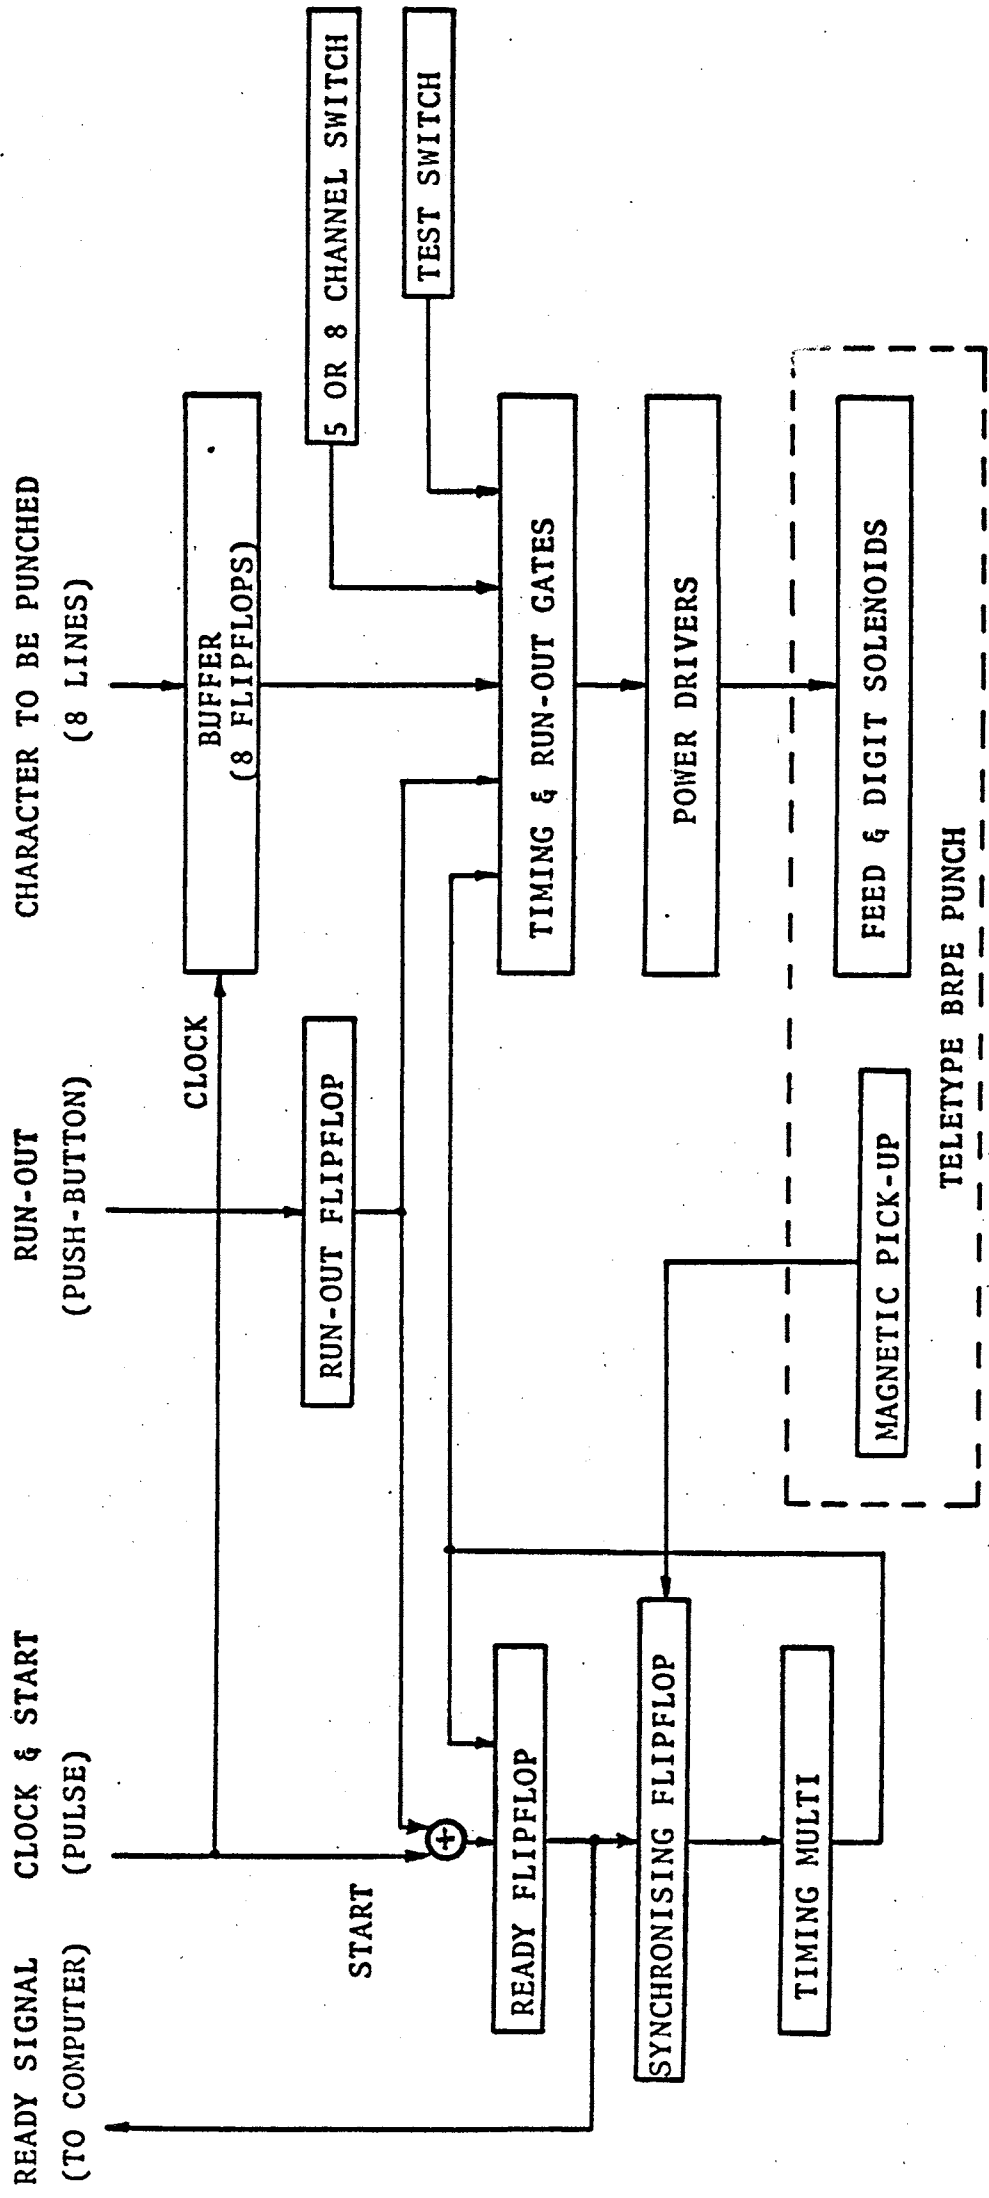 READY SIGNAL
(TO COMPUTER)
CLOCK & START
(PULSE)
RUN-OUT
(PUSH-BUTTON)
CHARACTER TO BE PUNCHED
(8 LINES)
CLOCK
BUFFER
(8 FLIPFLOPS)
5 OR 8 CHANNEL SWITCH
RUN-OUT FLIPFLOP
START
TEST SWITCH
+
READY FLIPFLOP
TIMING & RUN-OUT GATES
SYNCHRONISING FLIPFLOP
POWER DRIVERS
TIMING MULTI
MAGNETIC PICK-UP
FEED & DIGIT SOLENOIDS
TELETYPE BRPE PUNCH